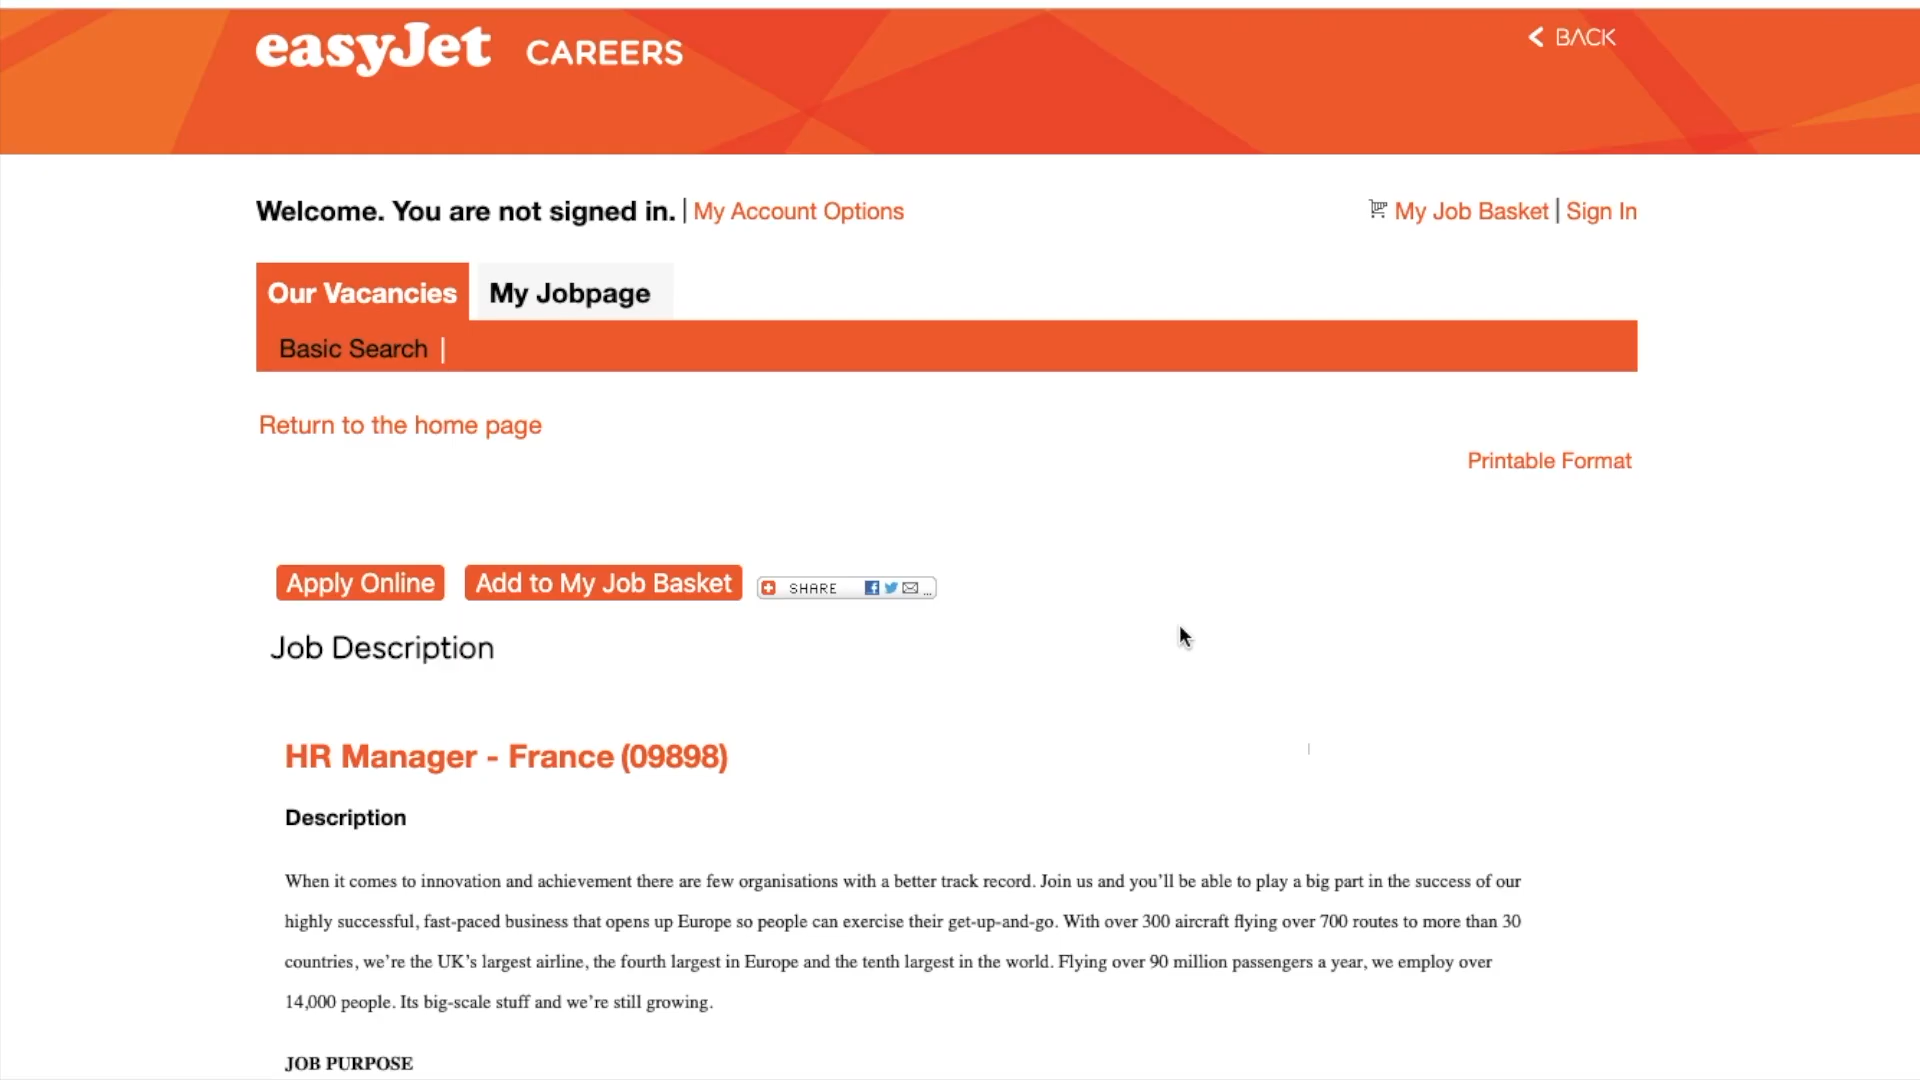 easyJet CAREERS
BACK
Welcome. You are not signed in. | My Account Options
My Job Basket | Sign In
Our Vacancies
My Jobpage
Basic Search |
Return to the home page
Printable Format
Apply Online
Add to My Job Basket
SHARE ...
Job Description
HR Manager - France (09898)
Description
When it comes to innovation and achievement there are few organisations with a better track record. Join us and you’ll be able to play a big part in the success of our
highly successful, fast-paced business that opens up Europe so people can exercise their get-up-and-go. With over 300 aircraft flying over 700 routes to more than 30
countries, we’re the UK’s largest airline, the fourth largest in Europe and the tenth largest in the world. Flying over 90 million passengers a year, we employ over
14,000 people. Its big-scale stuff and we’re still growing.
JOB PURPOSE